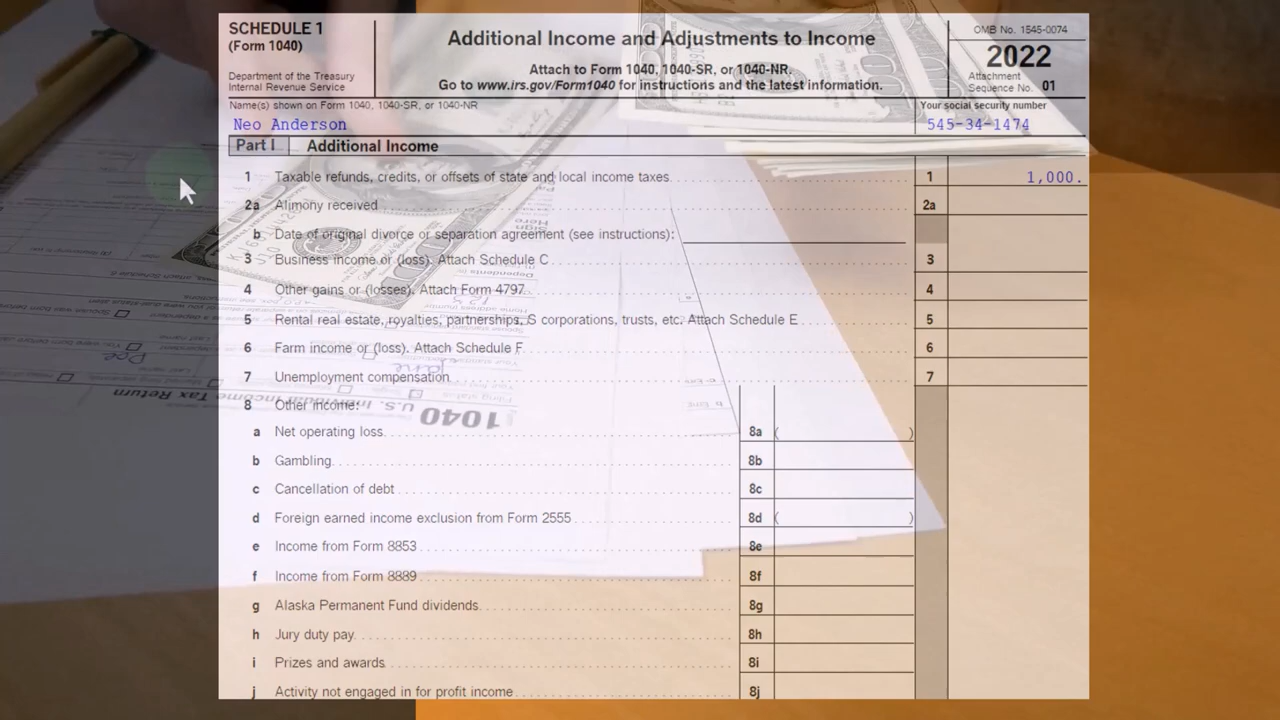 SCHEDULE 1
(Form 1040)
Department of the Treasury
Internal Revenue Service
Additional Income and Adjustments to Income
Attach to Form 1040, 1040-SR, or 1040-NR.
Go to www.irs.gov/Form1040 for instructions and the latest information.
OMB No. 1545-0074
2022
Attachment
Sequence No. 01
Name(s) shown on Form 1040, 1040-SR, or 1040-NR
Your social security number
Neo Anderson
545-34-1474
Part I Additional Income
1 Taxable refunds, credits, or offsets of state and local income taxes 1 1,000.
2a Alimony received 2a
b Date of original divorce or separation agreement (see instructions):
3 Business income or (loss). Attach Schedule C 3
4 Other gains or (losses). Attach Form 4797 4
5 Rental real estate, royalties, partnerships, S corporations, trusts, etc. Attach Schedule E 5
6 Farm income or (loss). Attach Schedule F 6
7 Unemployment compensation 7
8 Other income:
a Net operating loss 8a ( )
b Gambling 8b
c Cancellation of debt 8c
d Foreign earned income exclusion from Form 2555 8d ( )
e Income from Form 8853 8e
f Income from Form 8889 8f
g Alaska Permanent Fund dividends 8g
h Jury duty pay 8h
i Prizes and awards 8i
j Activity not engaged in for profit income 8j
1040
U.S. Individual Income Tax Return